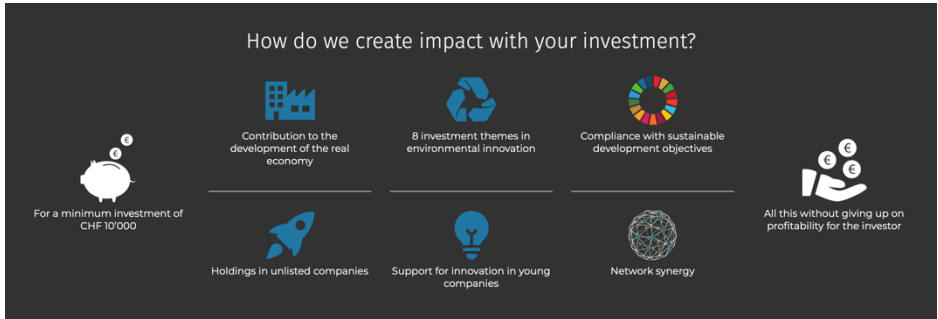 How do we create impact with your investment?
€
€
For a minimum investment of
CHF 10'000
Contribution to the
development of the real
economy
8 investment themes in
environmental innovation
Compliance with sustainable
development objectives
Holdings in unlisted companies
Support for innovation in young
companies
Network synergy
€
€
€
€
All this without giving up on
profitability for the investor